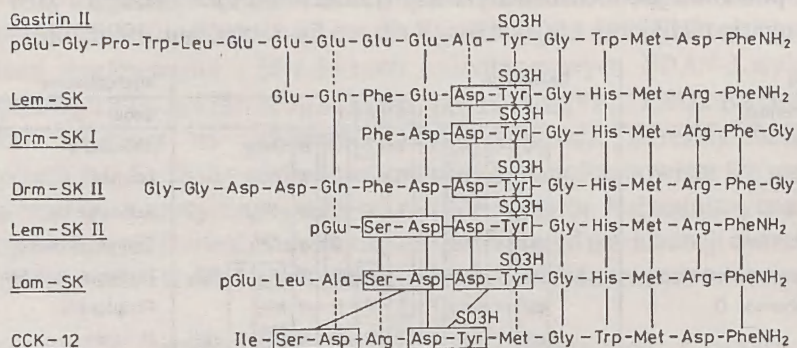 Gastrin II
SO3H
pGlu-Gly-Pro-Trp-Leu-Glu-Glu-Glu-Glu-Glu-Ala-Tyr-Gly-Trp-Met-Asp-PheNH2
SO3H
Lem-SK Glu-Gln-Phe-Glu-Asp-Tyr-Gly-His-Met-Arg-PheNH2
SO3H
Drm-SK I Phe-Asp-Asp-Tyr-Gly-His-Met-Arg-Phe-Gly
SO3H
Drm-SK II Gly-Gly-Asp-Asp-Gln-Phe-Asp-Asp-Tyr-Gly-His-Met-Arg-Phe-Gly
SO3H
Lem-SK II pGlu-Ser-Asp-Asp-Tyr-Gly-His-Met-Arg-PheNH2
SO3H
Lom-SK pGlu-Leu-Ala-Ser-Asp-Asp-Tyr-Gly-His-Met-Arg-PheNH2
SO3H
CCK-12 Ile-Ser-Asp-Arg-Asp-Tyr-Met-Gly-Trp-Met-Asp-PheNH2